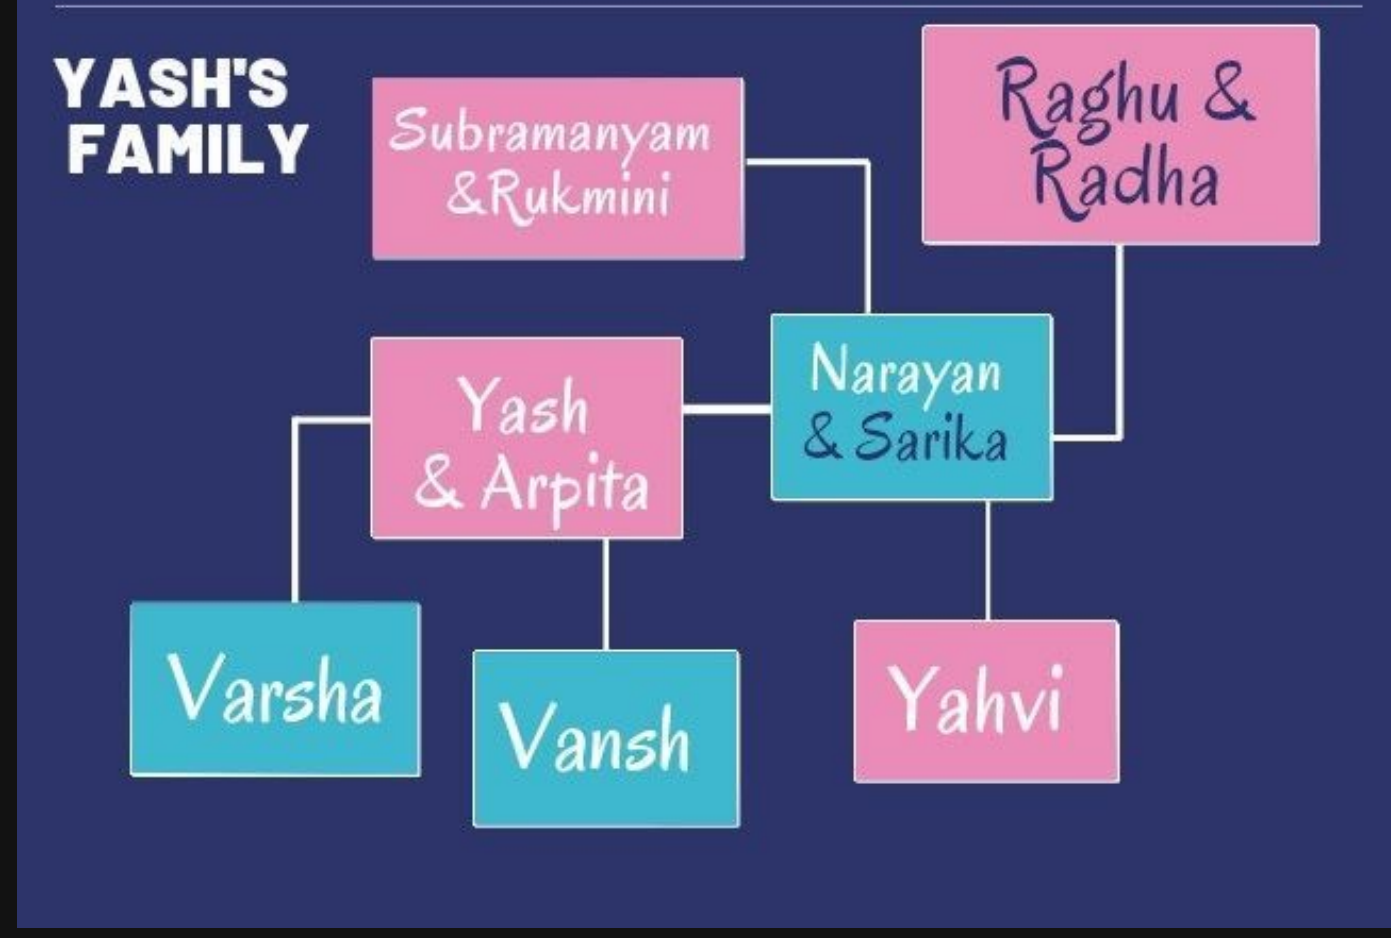 YASH'S
FAMILY
Subramanyam
&Rukmini
Raghu &
Radha
Yash
& Arpita
Narayan
& Sarika
Varsha
Vansh
Yahvi